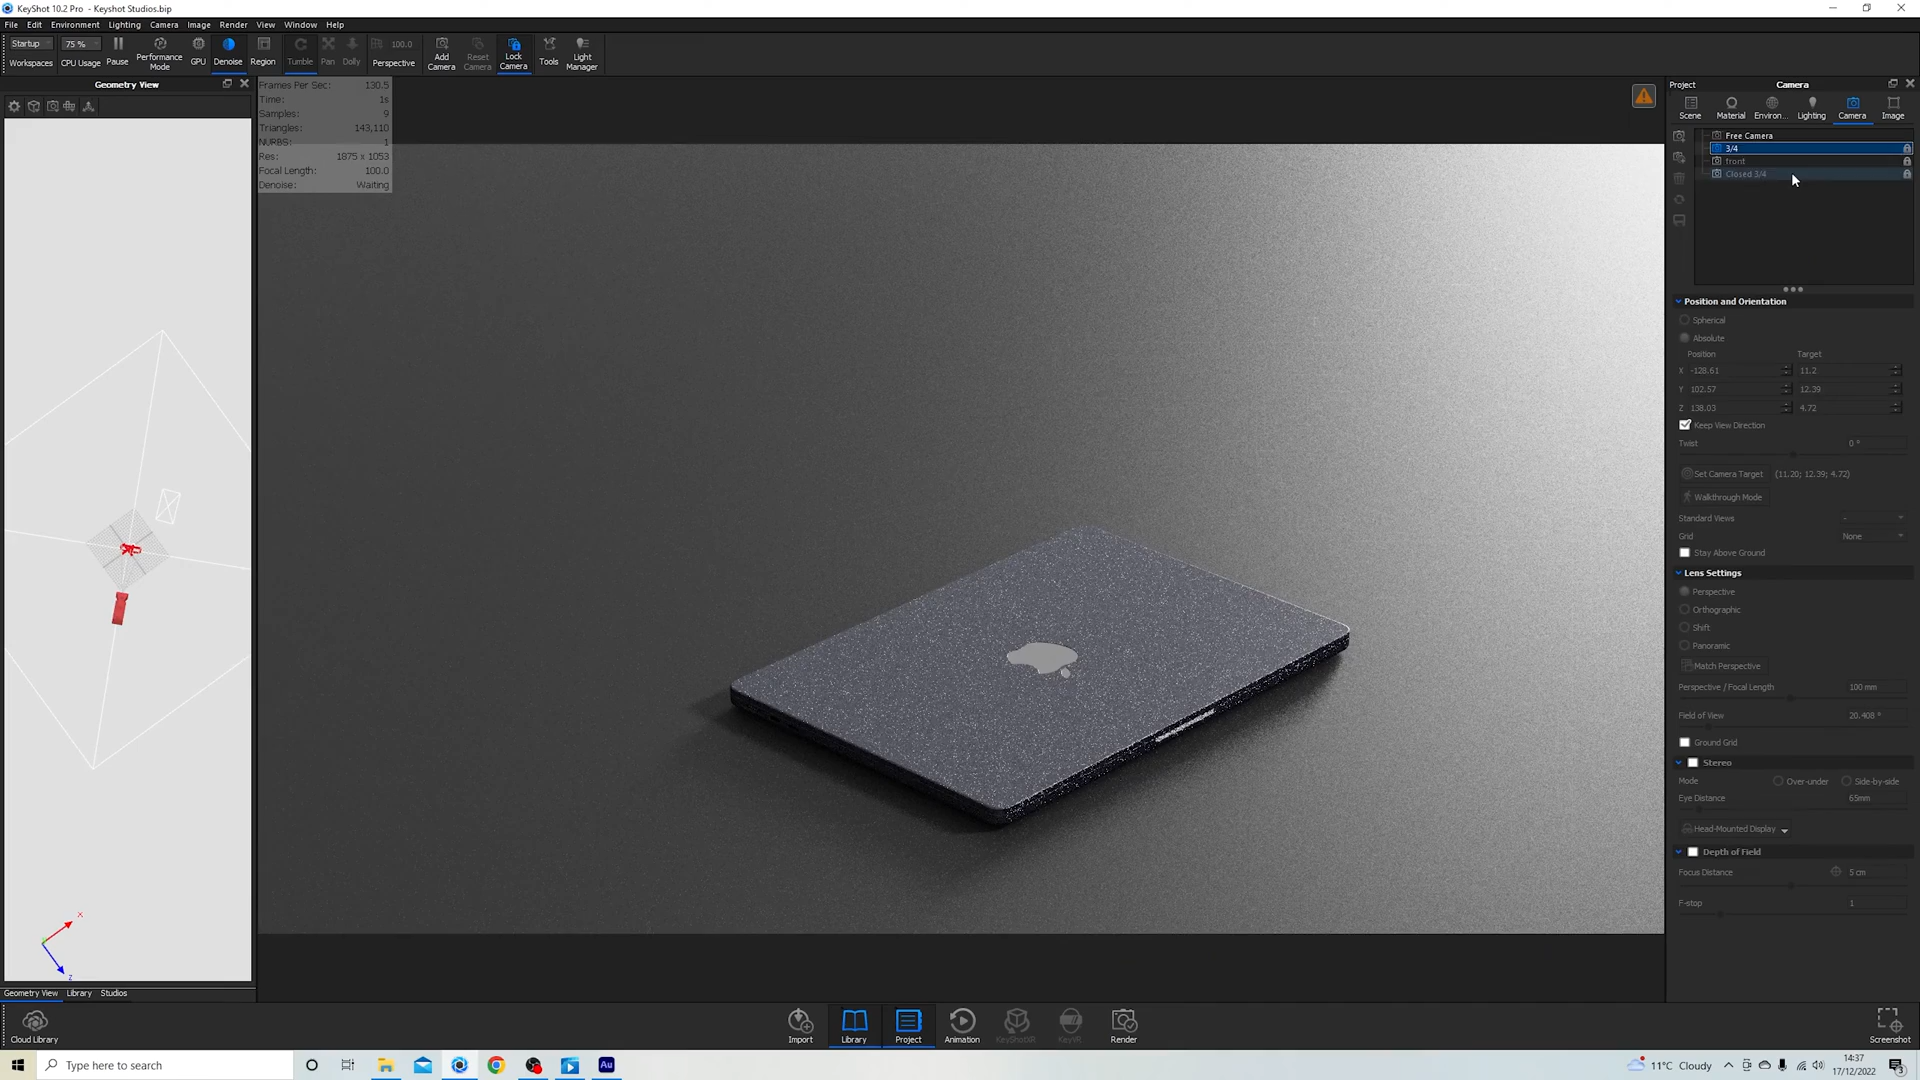 KeyShot 10.2 Pro - Keyshot Studios.bip
File Edit Environment Lighting Camera Image Render View Window Help
Startup 75 % 100.0
Workspaces CPU Usage Pause Performance Mode GPU Denoise Region Tumble Pan Dolly Perspective Add Camera Reset Camera Lock Camera Tools Light Manager
Geometry View
Frames Per Sec: 130.5
Time: 1s
Samples: 9
Triangles: 143,110
NURBS: 1
Res: 1875 x 1053
Focal Length: 100.0
Denoise: Waiting
Project Camera
Scene Material Environ... Lighting Camera Image
Free Camera
3/4
front
Closed 3/4
Position and Orientation
Spherical
Absolute
Position Target
X -128.61 11.2
Y 102.57 12.39
Z 138.03 4.72
Keep View Direction
Twist 0 °
Set Camera Target (11.20; 12.39; 4.72)
Walkthrough Mode
Standard Views -
Grid None
Stay Above Ground
Lens Settings
Perspective
Orthographic
Shift
Panoramic
Match Perspective
Perspective / Focal Length 100 mm
Field of View 20.408 °
Ground Grid
Stereo
Mode Over-under Side-by-side
Eye Distance 65mm
Head-Mounted Display
Depth of Field
Focus Distance 5 cm
F-stop 1
X
Z
Geometry View Library Studios
Cloud Library Import Library Project Animation KeyShotXR KeyVR Render Screenshot
Type here to search
Au
11°C Cloudy
14:37
17/12/2022
3